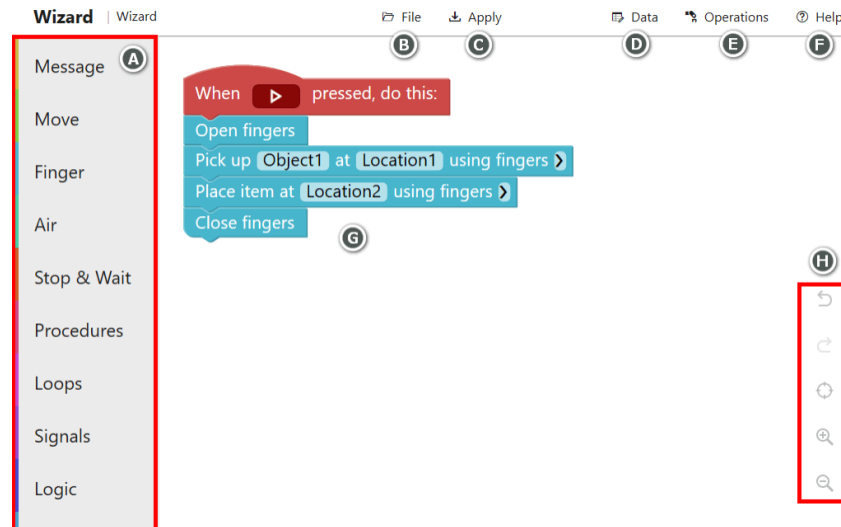 Wizard | Wizard File Apply Data Operations Help
A B C D E F
Message
Move
Finger
Air
Stop & Wait
Procedures
Loops
Signals
Logic
When pressed, do this:
Open fingers
Pick up Object1 at Location1 using fingers
Place item at Location2 using fingers
Close fingers
G
H